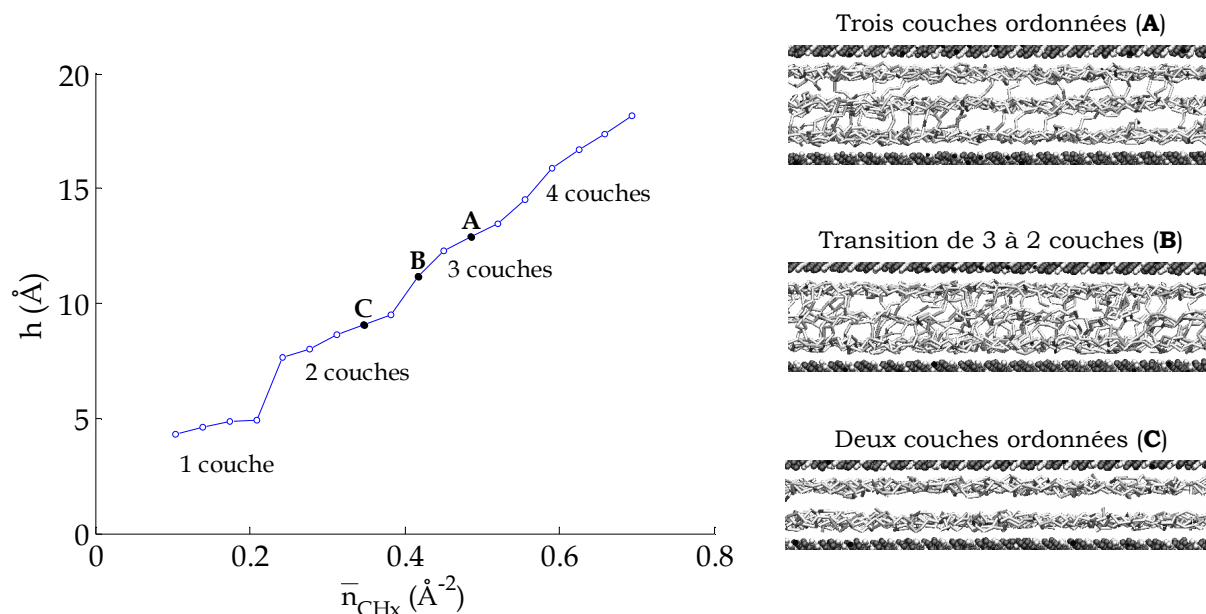 20
15
10
5
0
h (Å)
0
0.2
0.4
0.6
0.8
n̅CHx (Å-2)
1 couche
2 couches
3 couches
4 couches
A
B
C
Trois couches ordonnées (A)
Transition de 3 à 2 couches (B)
Deux couches ordonnées (C)